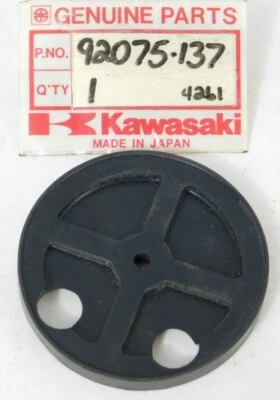 GENUINE PARTS
P.NO. 92075-137
Q'TY 1 4261
Kawasaki
MADE IN JAPAN